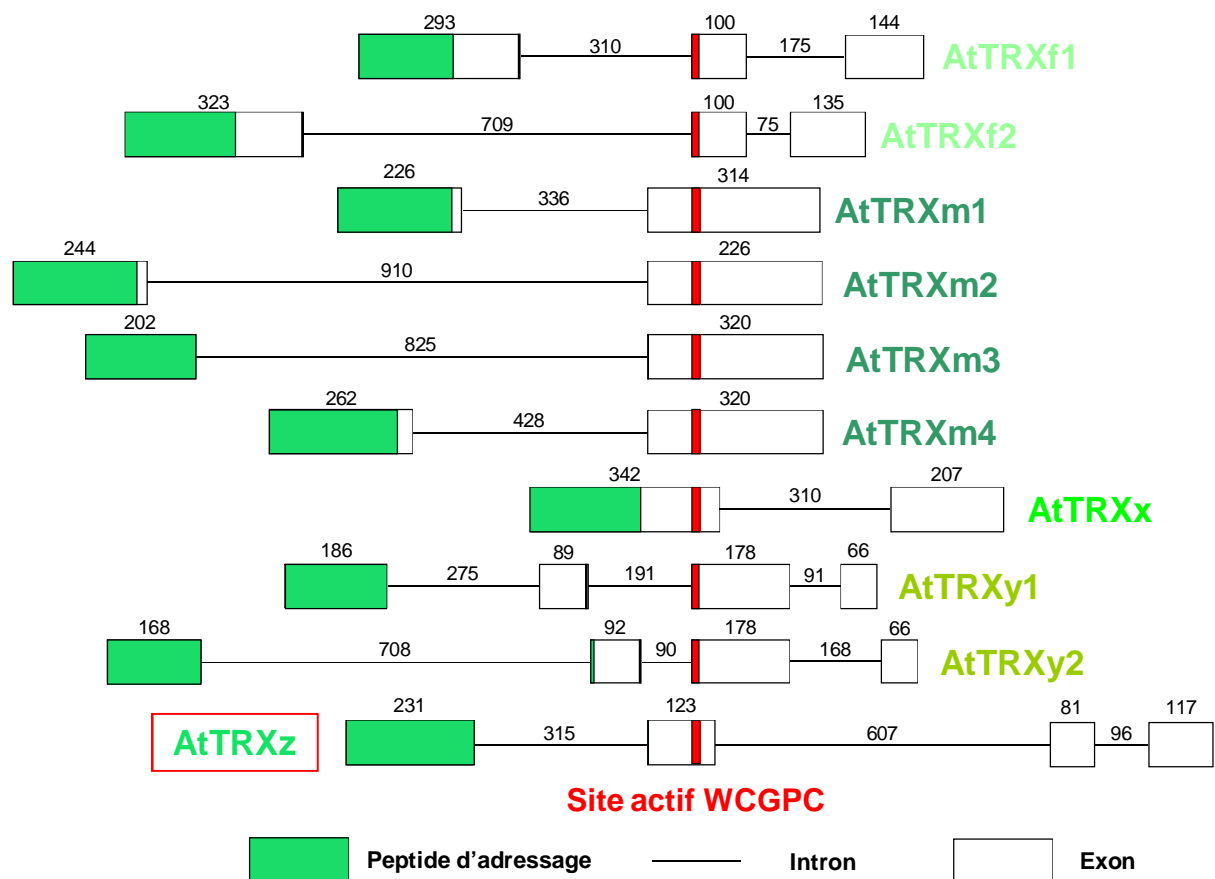 293 310 100 175 144 AtTRXf1
323 709 100 75 135 AtTRXf2
226 336 314 AtTRXm1
244 910 226 AtTRXm2
202 825 320 AtTRXm3
262 428 320 AtTRXm4
342 310 207 AtTRXx
186 275 89 191 178 91 66 AtTRXy1
168 708 92 90 178 168 66 AtTRXy2
AtTRXz 231 315 123 607 81 96 117
Site actif WCGPC
Peptide d'adressage Intron Exon